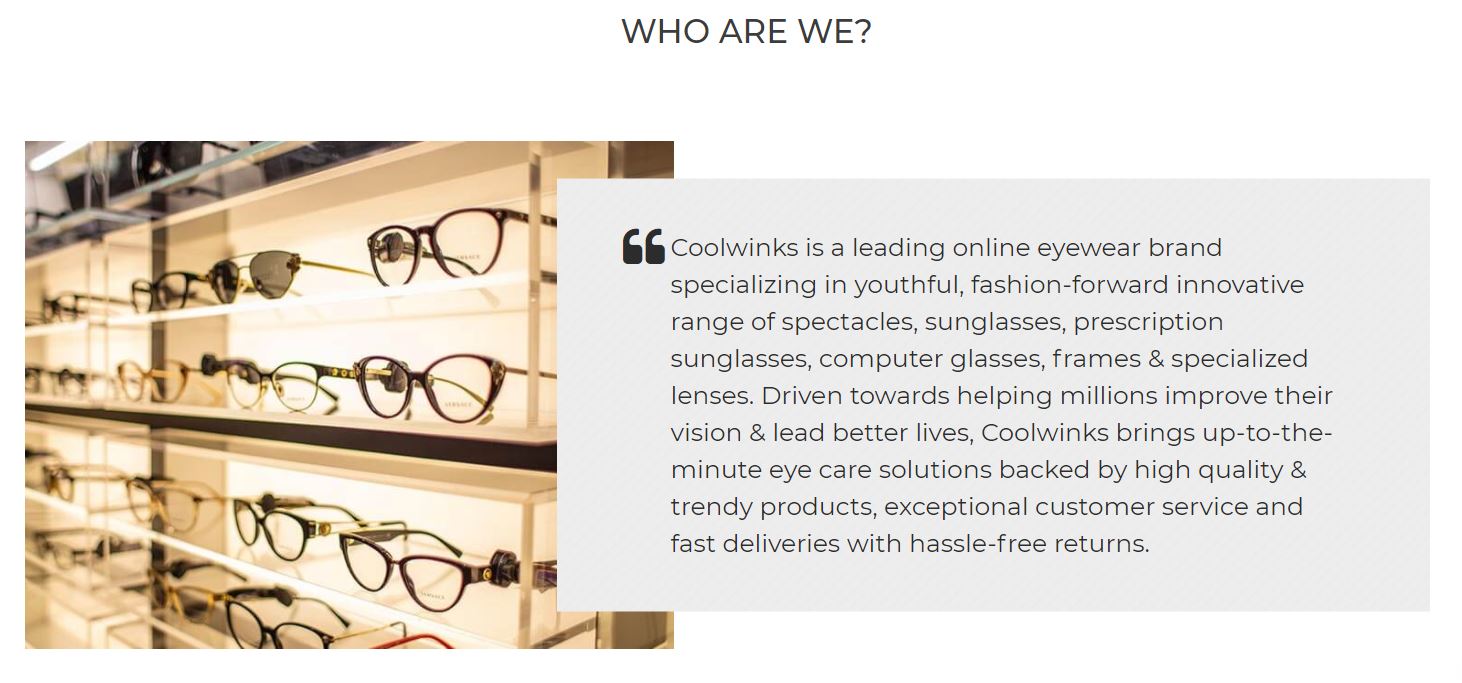 WHO ARE WE?
Coolwinks is a leading online eyewear brand
specializing in youthful, fashion-forward innovative
range of spectacles, sunglasses, prescription
sunglasses, computer glasses, frames & specialized
lenses. Driven towards helping millions improve their
vision & lead better lives, Coolwinks brings up-to-the-
minute eye care solutions backed by high quality &
trendy products, exceptional customer service and
fast deliveries with hassle-free returns.